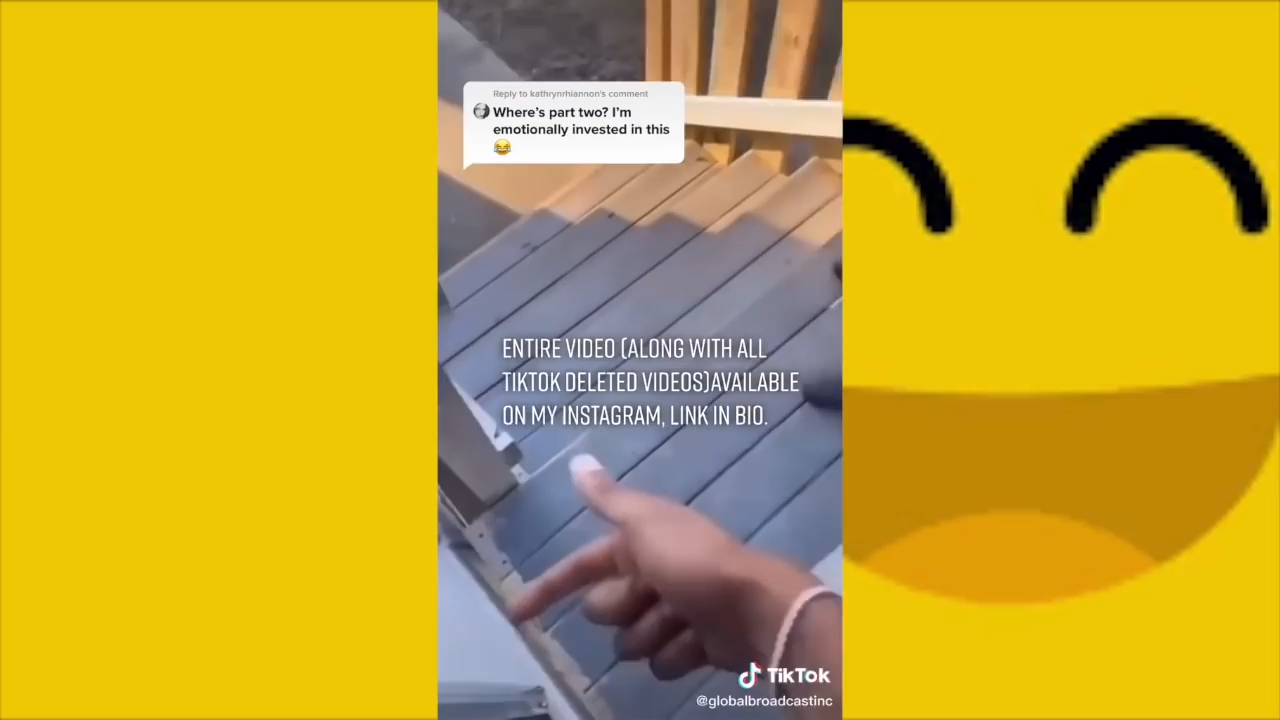 Reply to kathrynrhiannon's comment
Where's part two? I'm
emotionally invested in this
😂
ENTIRE VIDEO (ALONG WITH ALL
TIKTOK DELETED VIDEOS)AVAILABLE
ON MY INSTAGRAM, LINK IN BIO.
TikTok
@globalbroadcastinc